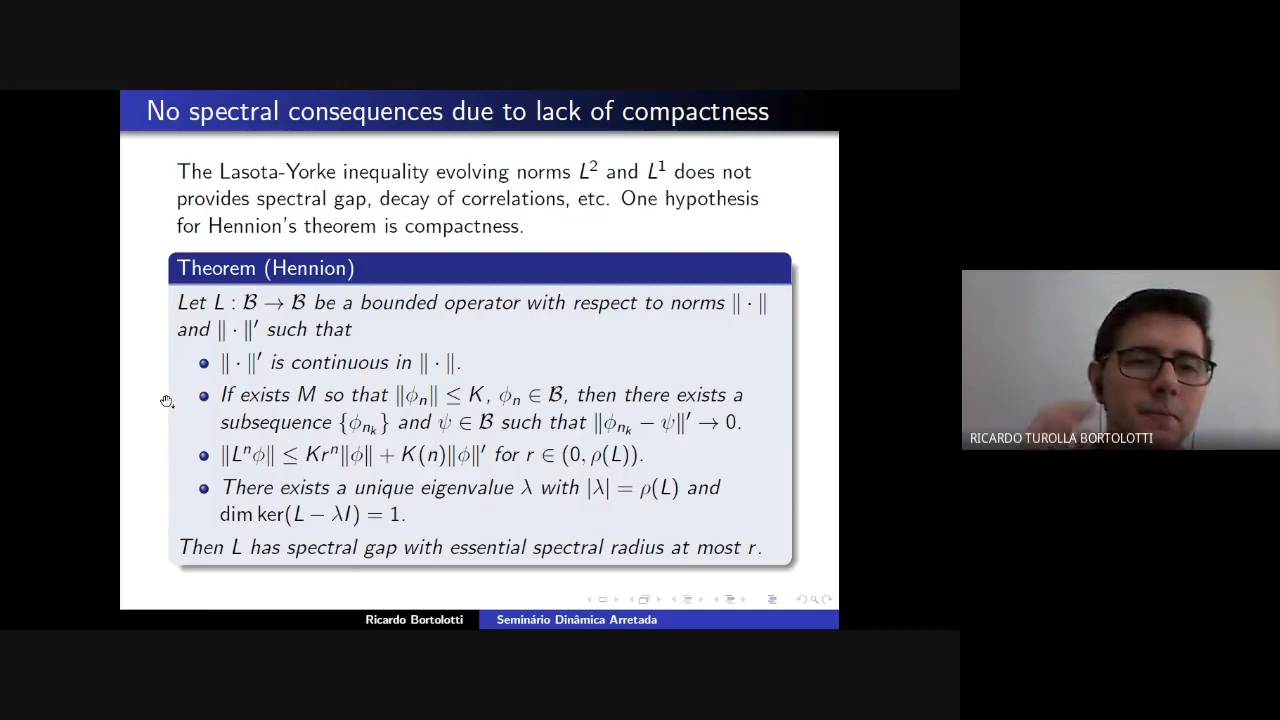 No spectral consequences due to lack of compactness
The Lasota-Yorke inequality evolving norms L² and L¹ does not
provides spectral gap, decay of correlations, etc. One hypothesis
for Hennion's theorem is compactness.
Theorem (Hennion)
Let L : 𝓑 → 𝓑 be a bounded operator with respect to norms ‖ · ‖
and ‖ · ‖′ such that
‖ · ‖′ is continuous in ‖ · ‖.
If exists M so that ‖ϕₙ‖ ≤ K, ϕₙ ∈ 𝓑, then there exists a
subsequence {ϕ_{n_k}} and ψ ∈ 𝓑 such that ‖ϕ_{n_k} − ψ‖′ → 0.
‖Lⁿϕ‖ ≤ Krⁿ‖ϕ‖ + K(n)‖ϕ‖′ for r ∈ (0, ρ(L)).
There exists a unique eigenvalue λ with |λ| = ρ(L) and
dim ker(L − λI) = 1.
Then L has spectral gap with essential spectral radius at most r.
Ricardo Bortolotti
Seminário Dinâmica Arretada
RICARDO TUROLLA BORTOLOTTI